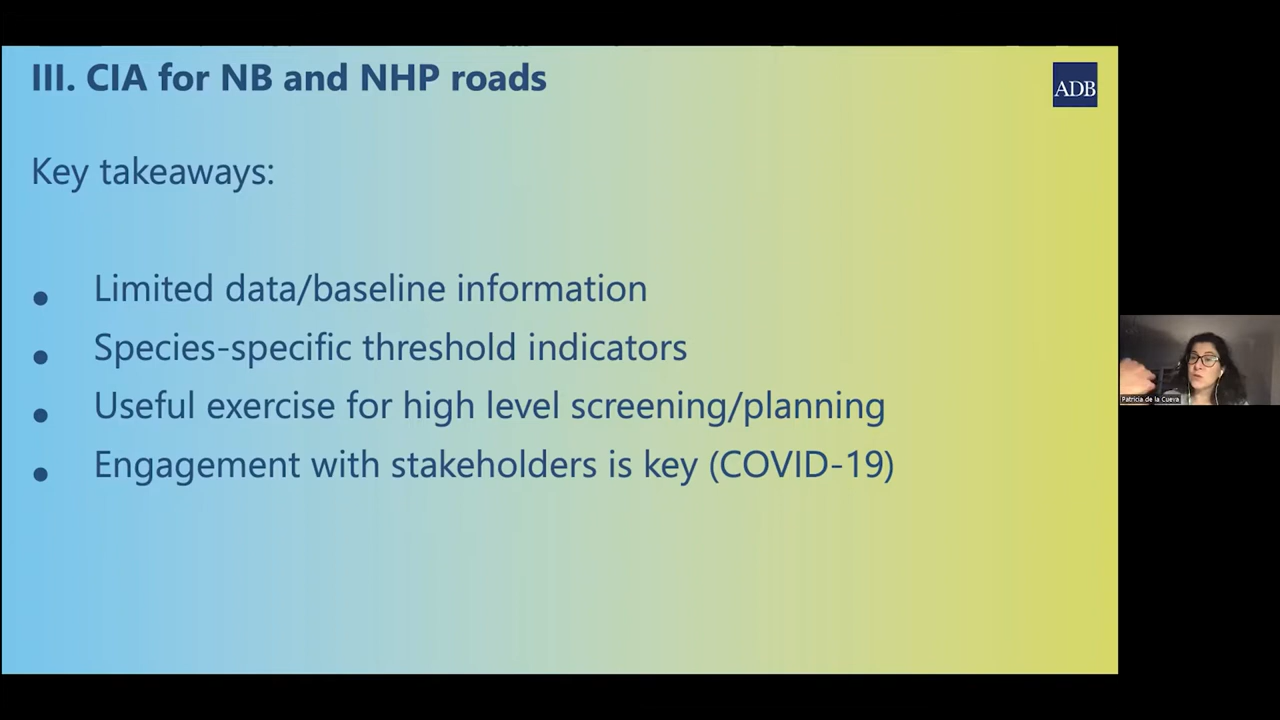 III. CIA for NB and NHP roads
ADB
Key takeaways:
• Limited data/baseline information
• Species-specific threshold indicators
• Useful exercise for high level screening/planning
• Engagement with stakeholders is key (COVID-19)
Patricia de la Cueva